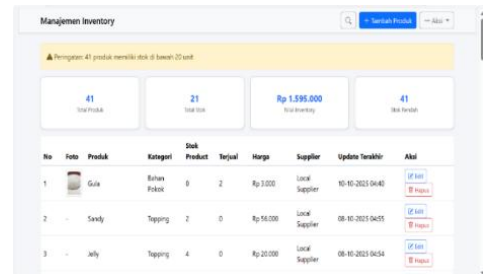 Manajemen Inventory
+ Tambah Produk
Aksi
Peringatan: 41 produk memiliki stok di bawah 20 unit
41 21 Rp 1.595.000 41
Total Produk Total Stok Total Inventory Stok Rendah
No Foto Produk Kategori Stok Product Terjual Harga Supplier Update Terakhir Aksi
1 Gula Bahan Pokok 8 2 Rp 3.000 Local Supplier 10-10-2025 04:40 Edit
Hapus
2 - Sandy Topping 2 0 Rp 56.000 Local Supplier 08-10-2025 04:55 Edit
Hapus
3 - Jelly Topping 4 0 Rp 20.000 Local Supplier 08-10-2025 04:54 Edit
Hapus